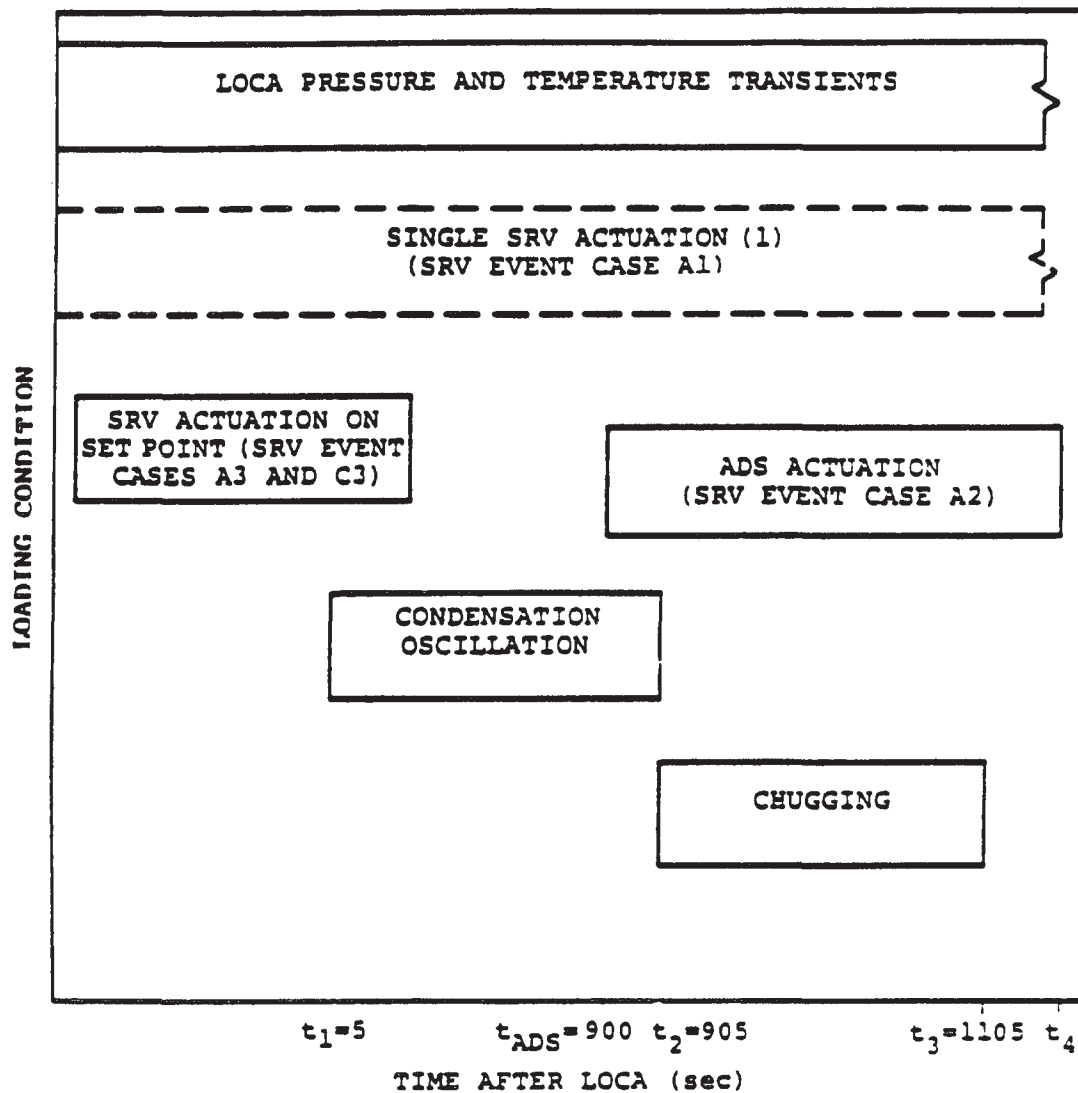 LOCA PRESSURE AND TEMPERATURE TRANSIENTS
SINGLE SRV ACTUATION (1)
(SRV EVENT CASE A1)
SRV ACTUATION ON
SET POINT (SRV EVENT
CASES A3 AND C3)
ADS ACTUATION
(SRV EVENT CASE A2)
CONDENSATION
OSCILLATION
CHUGGING
LOADING CONDITION
t₁=5 t_ADS=900 t₂=905 t₃=1105 t₄
TIME AFTER LOCA (sec)